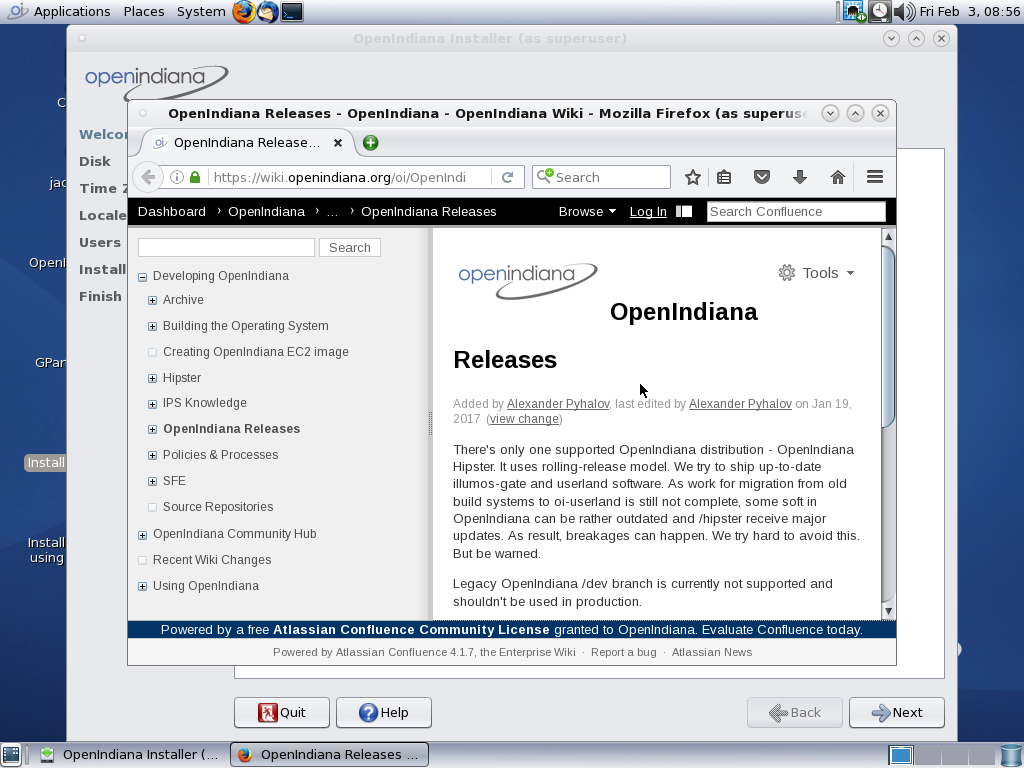 Applications Places System
Fri Feb 3, 08:56
OpenIndiana Installer (as superuser)
openindiana
Disk
Locale
Users
Finish
OpenIndiana Releases - OpenIndiana - OpenIndiana Wiki - Mozilla Firefox (as superuse
OpenIndiana Release...
https://wiki.openindiana.org/oi/OpenIndi
Search
Dashboard › OpenIndiana › ... › OpenIndiana Releases
Browse Log In
Search Confluence
Search
Developing OpenIndiana
Archive
Building the Operating System
Creating OpenIndiana EC2 image
Hipster
IPS Knowledge
OpenIndiana Releases
Policies & Processes
SFE
Source Repositories
OpenIndiana Community Hub
Recent Wiki Changes
Using OpenIndiana
openindiana
Tools
OpenIndiana
Releases
Added by Alexander Pyhalov, last edited by Alexander Pyhalov on Jan 19,
2017 (view change)
There's only one supported OpenIndiana distribution - OpenIndiana
Hipster. It uses rolling-release model. We try to ship up-to-date
illumos-gate and userland software. As work for migration from old
build systems to oi-userland is still not complete, some soft in
OpenIndiana can be rather outdated and /hipster receive major
updates. As result, breakages can happen. We try hard to avoid this.
But be warned.
Legacy OpenIndiana /dev branch is currently not supported and
shouldn't be used in production.
Powered by a free Atlassian Confluence Community License granted to OpenIndiana. Evaluate Confluence today.
Powered by Atlassian Confluence 4.1.7, the Enterprise Wiki · Report a bug · Atlassian News
Install
Install
using
Quit
Help
Back
Next
OpenIndiana Installer (...
OpenIndiana Releases ...